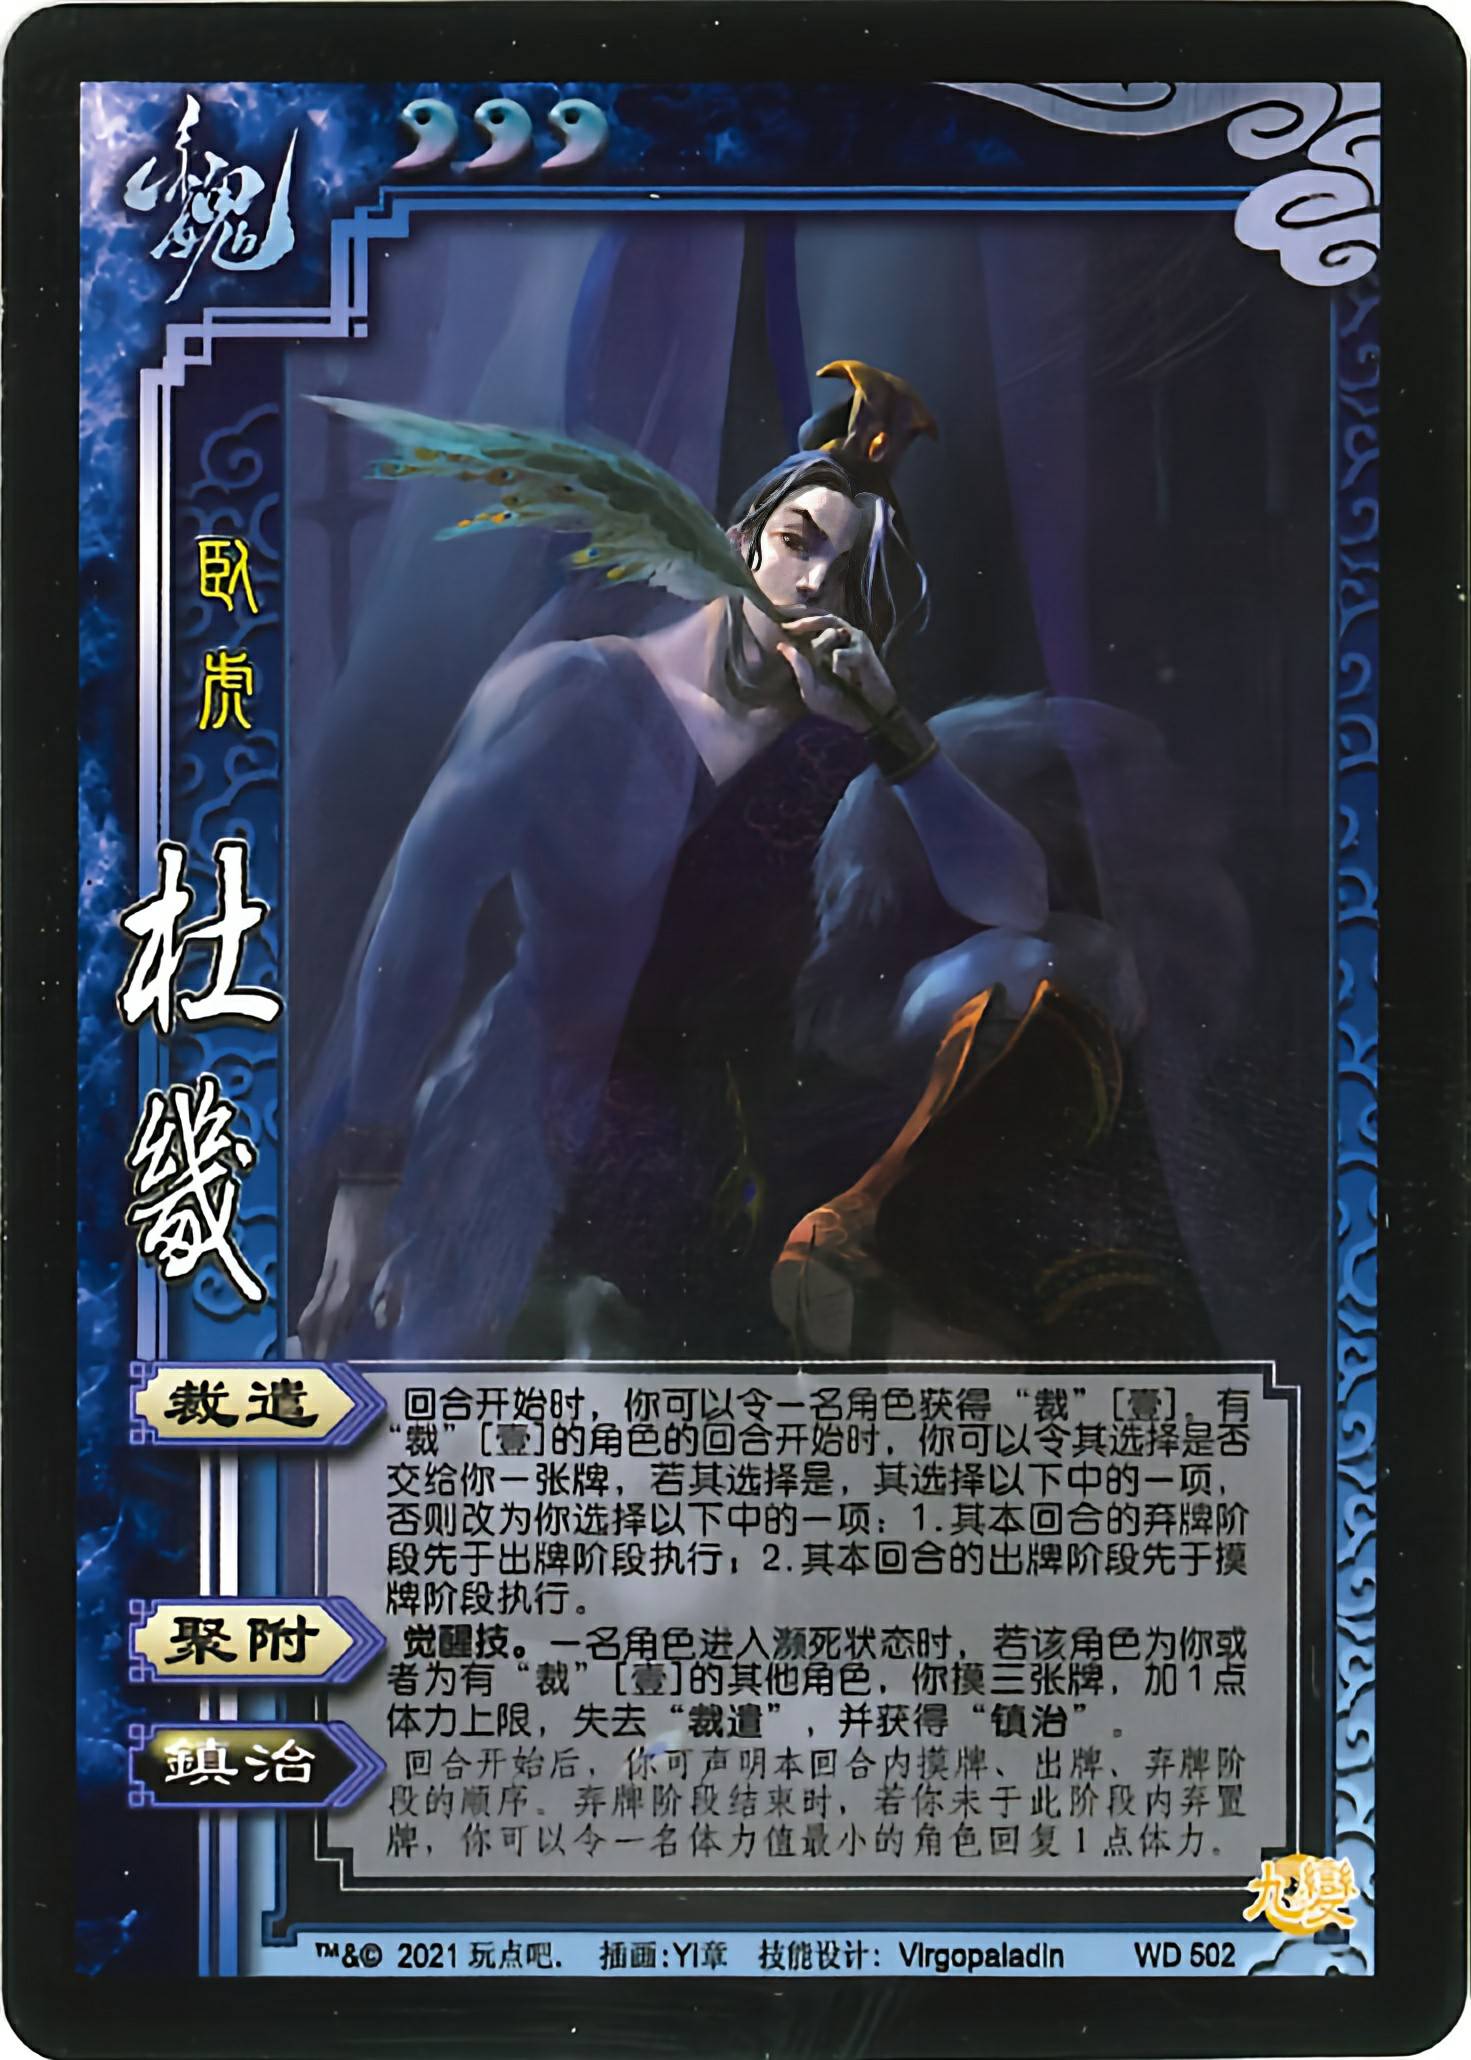 魏
臥虎
杜畿
裁遣
回合开始时，你可以令一名角色获得“裁”[壹]。有
“裁”[壹]的角色的回合开始时，你可以令其选择是否
交给你一张牌，若其选择是，其选择以下中的一项，
否则改为你选择以下中的一项：1.其本回合的弃牌阶
段先于出牌阶段执行；2.其本回合的出牌阶段先于摸
牌阶段执行。
聚附
觉醒技。一名角色进入濒死状态时，若该角色为你或
者为有“裁”[壹]的其他角色，你摸三张牌，加1点
体力上限，失去“裁遣”，并获得“镇治”。
鎮治
回合开始后，你可声明本回合内摸牌、出牌、弃牌阶
段的顺序。弃牌阶段结束时，若你未于此阶段内弃置
牌，你可以令一名体力值最小的角色回复1点体力。
九變
™&© 2021 玩点吧. 插画:YI章 技能设计: Virgopaladin WD 502